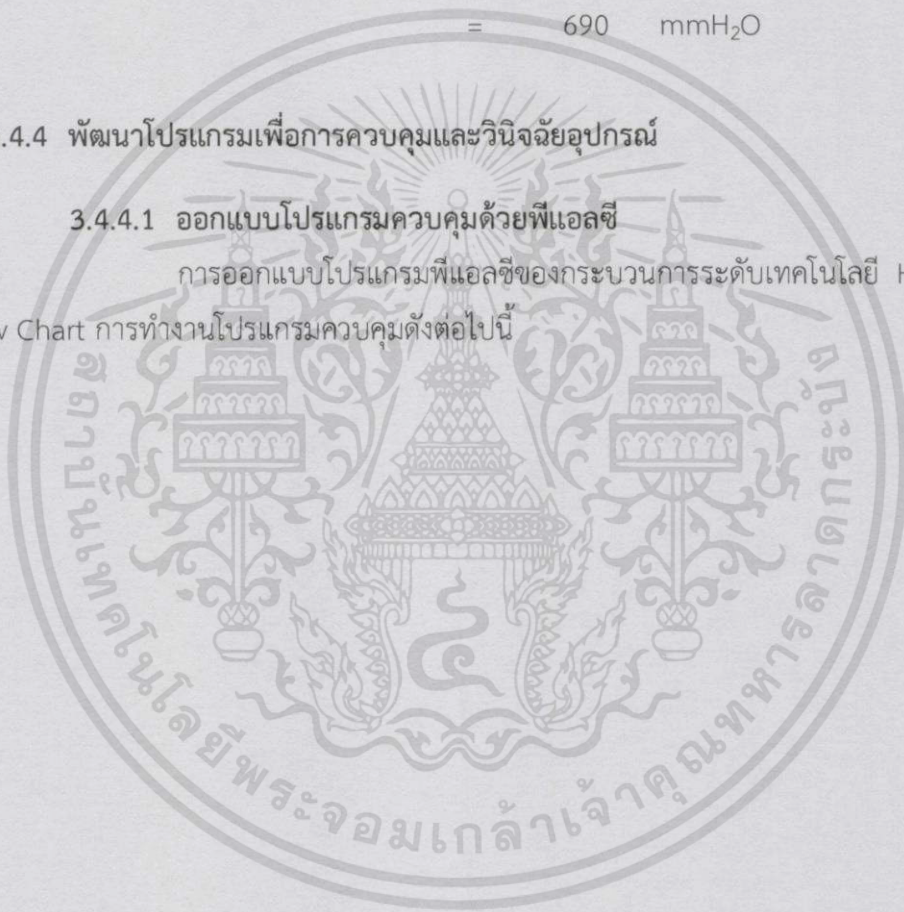 = 690 mmH₂O
.4.4 พัฒนาโปรแกรมเพื่อการควบคุมและวินิจฉัยอุปกรณ์
3.4.4.1 ออกแบบโปรแกรมควบคุมด้วยพีแอลซี
การออกแบบโปรแกรมพีแอลซีของกระบวนการระดับเทคโนโลยี H
v Chart การทำงานโปรแกรมควบคุมดังต่อไปนี้
สถาบันเทคโนโลยีพระจอมเกล้าเจ้าคุณทหารลาดกระบัง